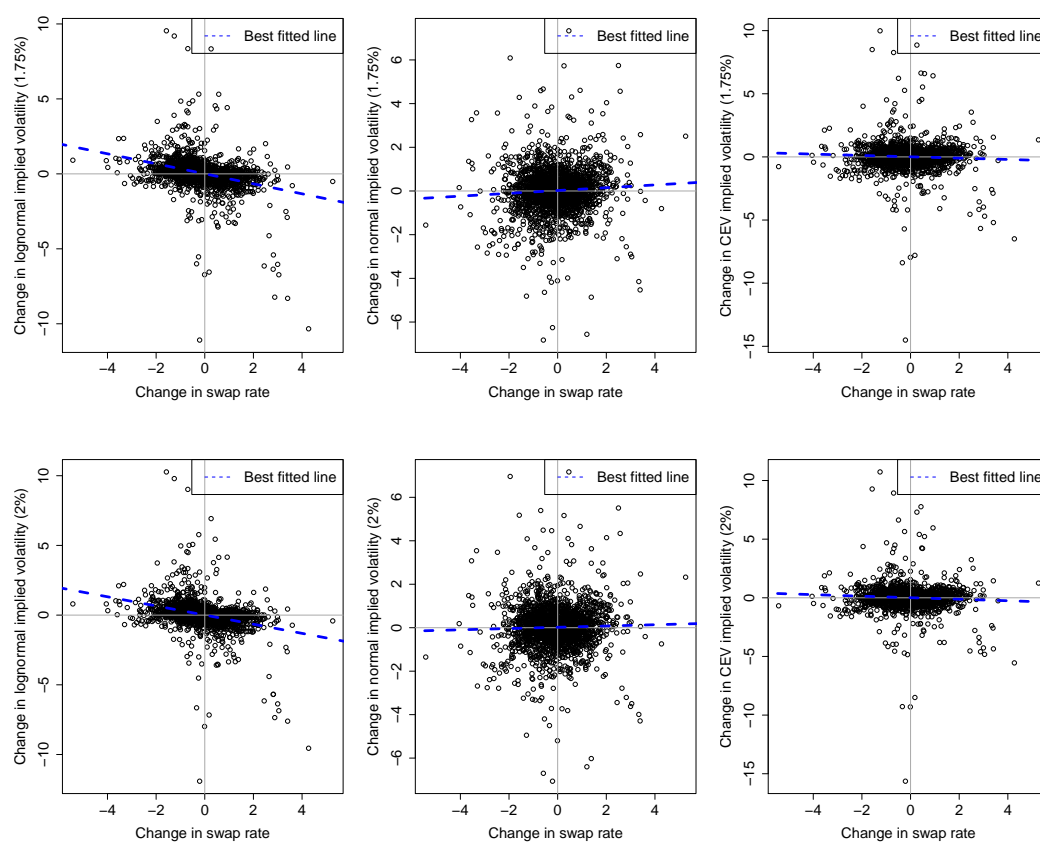 Change in lognormal implied volatility (1.75%)
10
5
0
−5
−10
Best fitted line
−4 −2 0 2 4
Change in swap rate
Change in normal implied volatility (1.75%)
6
4
2
0
−2
−4
−6
Best fitted line
−4 −2 0 2 4
Change in swap rate
Change in CEV implied volatility (1.75%)
10
5
0
−5
−10
−15
Best fitted line
−4 −2 0 2 4
Change in swap rate
Change in lognormal implied volatility (2%)
10
5
0
−5
−10
Best fitted line
−4 −2 0 2 4
Change in swap rate
Change in normal implied volatility (2%)
6
4
2
0
−2
−4
−6
Best fitted line
−4 −2 0 2 4
Change in swap rate
Change in CEV implied volatility (2%)
10
5
0
−5
−10
−15
Best fitted line
−4 −2 0 2 4
Change in swap rate